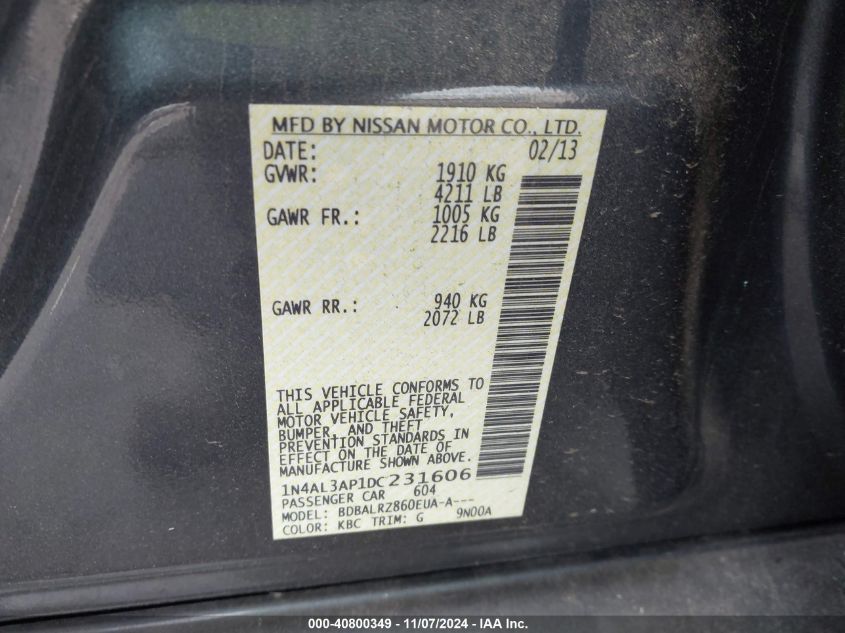 MFD BY NISSAN MOTOR CO., LTD.
DATE: 02/13
GVWR: 1910 KG
4211 LB
GAWR FR.: 1005 KG
2216 LB
GAWR RR.: 940 KG
2072 LB
THIS VEHICLE CONFORMS TO
ALL APPLICABLE FEDERAL
MOTOR VEHICLE SAFETY,
BUMPER, AND THEFT
PREVENTION STANDARDS IN
EFFECT ON THE DATE OF
MANUFACTURE SHOWN ABOVE.
1N4AL3AP1DC231606
PASSENGER CAR 604
MODEL: BDBALRZ860EUA-A---
COLOR: KBC TRIM: G 9N00A
000-40800349 - 11/07/2024 - IAA Inc.